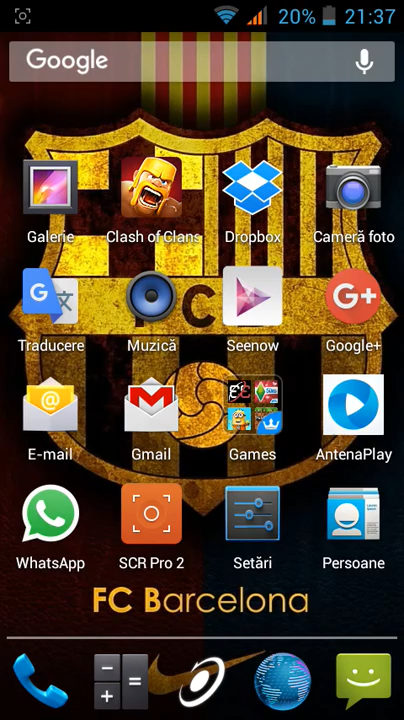 20% 21:37
Google
Galerie Clash of Clans Dropbox Cameră foto
FC
Traducere Muzică Seenow Google+
E-mail Gmail Games AntenaPlay
WhatsApp SCR Pro 2 Setări Persoane
FC Barcelona